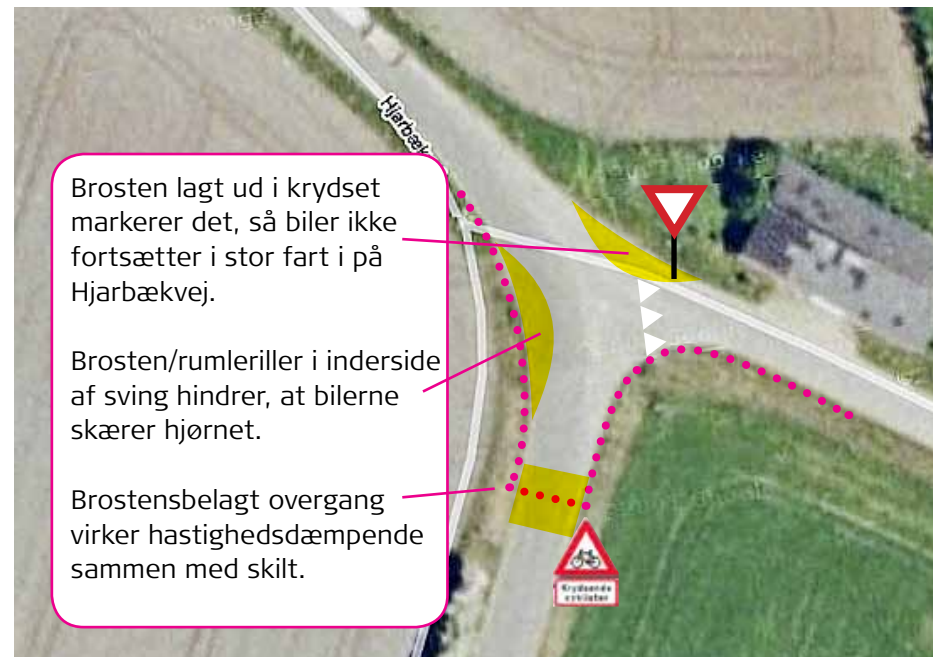 Hjarbæk
Brosten lagt ud i krydset
markerer det, så biler ikke
fortsætter i stor fart i på
Hjarbækvej.
Brosten/rumleriller i inderside
af sving hindrer, at bilerne
skærer hjørnet.
Brostensbelagt overgang
virker hastighedsdæmpende
sammen med skilt.
Krydsende
cyklister